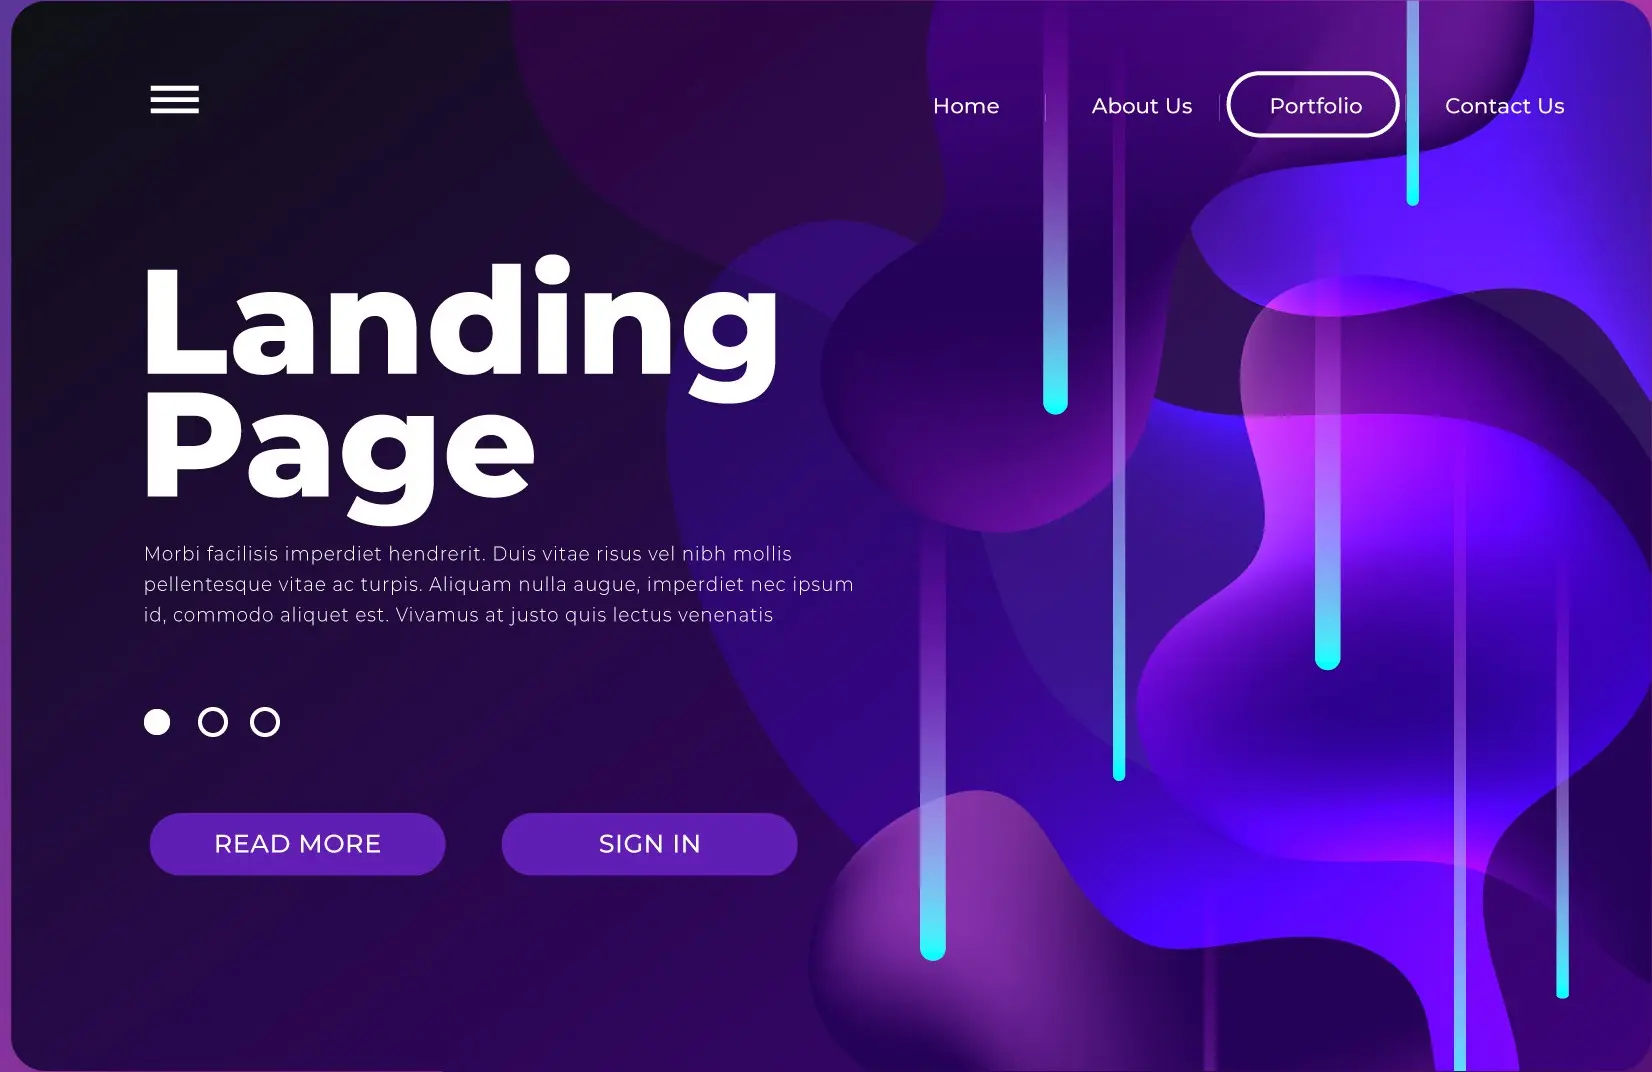 Home
About Us
Portfolio
Contact Us
Landing
Page
Morbi facilisis imperdiet hendrerit. Duis vitae risus vel nibh mollis
pellentesque vitae ac turpis. Aliquam nulla augue, imperdiet nec ipsum
id, commodo aliquet est. Vivamus at justo quis lectus venenatis
READ MORE
SIGN IN